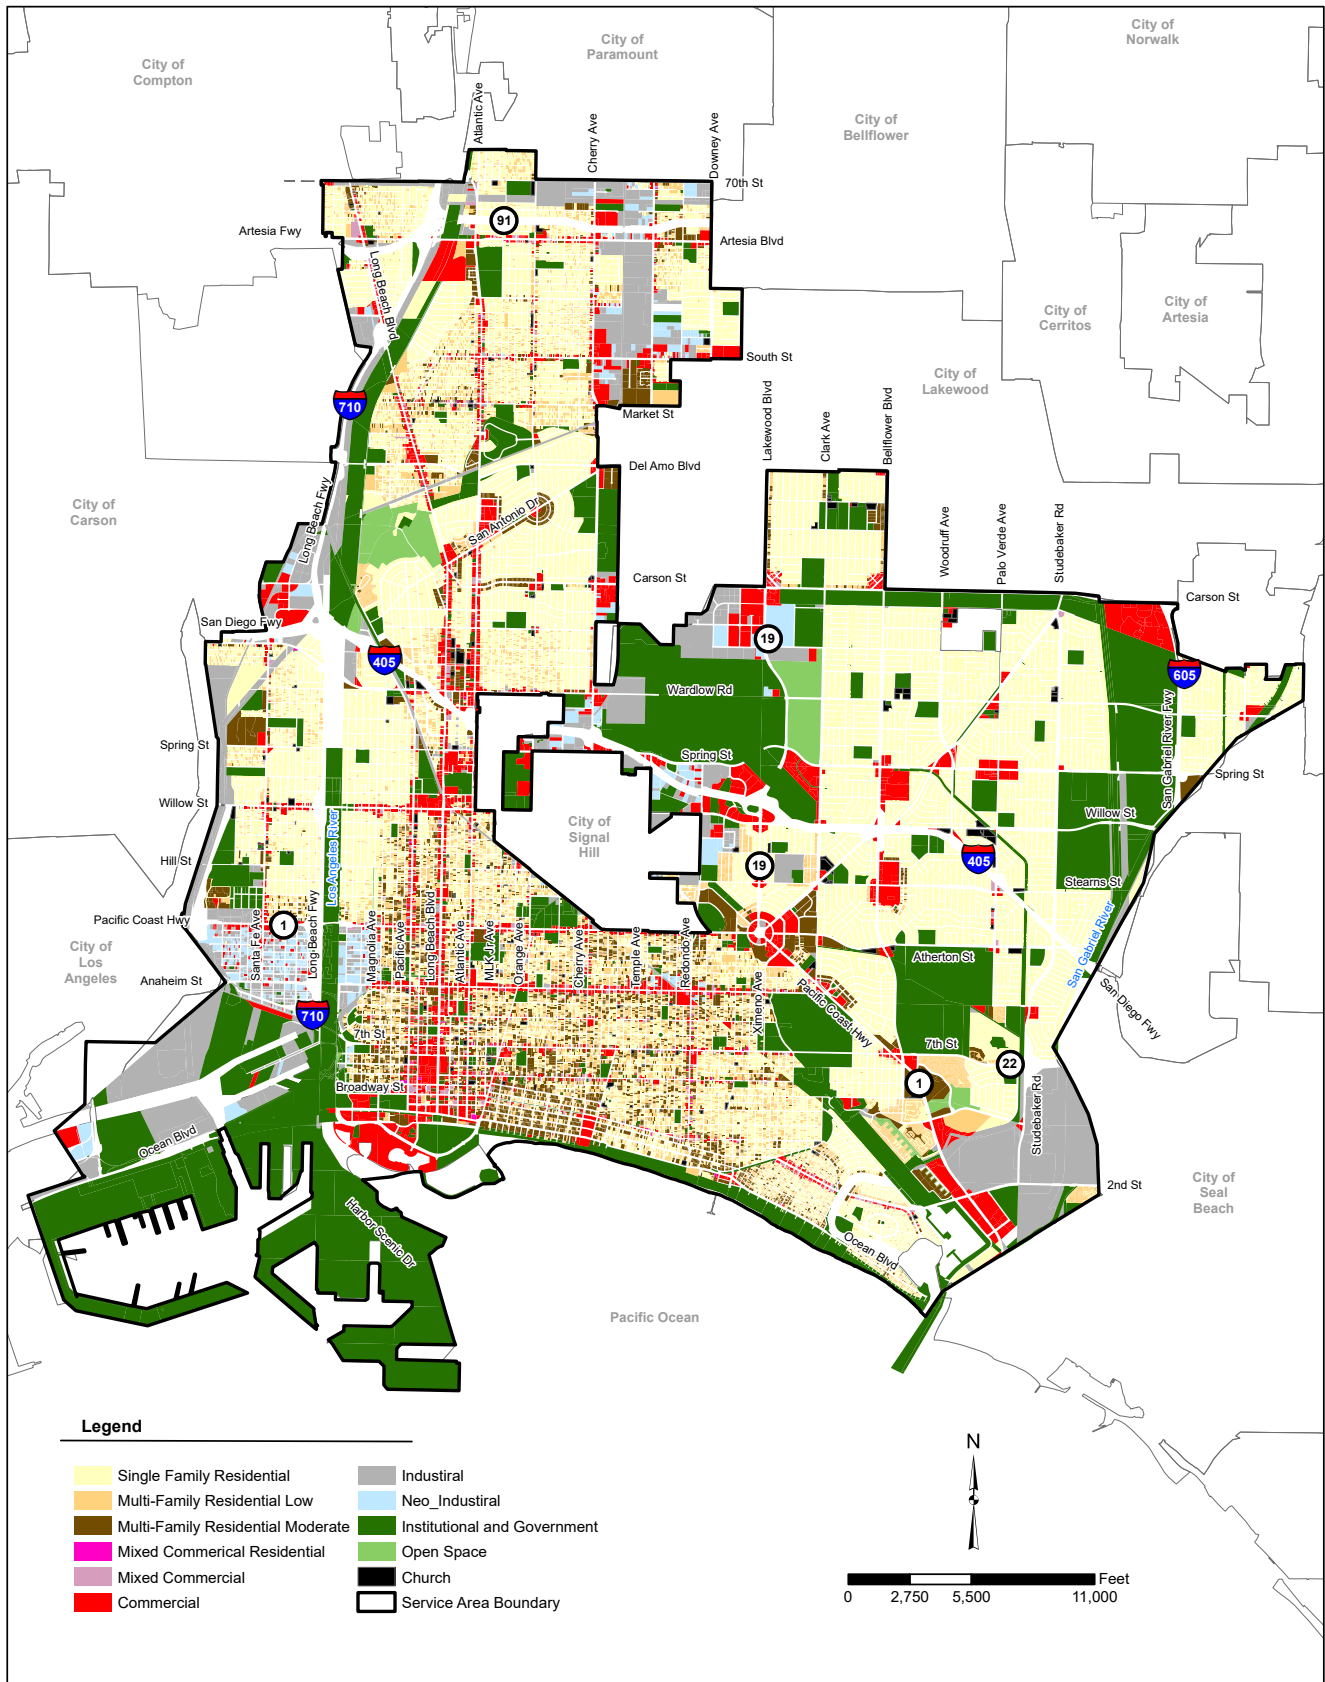 City of
Norwalk
City of
Paramount
City of
Compton
City of
Bellflower
Atlantic Ave
Cherry Ave
Downey Ave
70th St
91
Artesia Fwy
Artesia Blvd
Long Beach Blvd
City of
Cerritos
City of
Artesia
South St
City of
Lakewood
710
Market St
Lakewood Blvd
Clark Ave
Bellflower Blvd
Del Amo Blvd
City of
Carson
Long Beach Fwy
San Antonio Dr
Woodruff Ave
Palo Verde Ave
Studebaker Rd
Carson St
Carson St
San Diego Fwy
19
405
605
Wardlow Rd
San Gabriel River Fwy
Spring St
Spring St
Spring St
Willow St
Willow St
City of
Signal
Hill
Los Angeles River
Hill St
19
405
Stearns St
Pacific Coast Hwy
1
Santa Fe Ave
Long Beach Fwy
Magnolia Ave
Pacific Ave
Long Beach Blvd
Atlantic Ave
MLK Jr Ave
Orange Ave
Cherry Ave
Temple Ave
Redondo Ave
Ximeno Ave
City of
Los
Angeles
Atherton St
San Gabriel River
Anaheim St
Pacific Coast Hwy
San Diego Fwy
710
7th St
7th St
22
1
Broadway St
Studebaker Rd
Ocean Blvd
2nd St
City of
Seal
Beach
Harbor Scenic Dr
Ocean Blvd
Pacific Ocean
Legend
Single Family Residential
Multi-Family Residential Low
Multi-Family Residential Moderate
Mixed Commerical Residential
Mixed Commercial
Commercial
Industiral
Neo_Industiral
Institutional and Government
Open Space
Church
Service Area Boundary
N
Feet
0 2,750 5,500 11,000